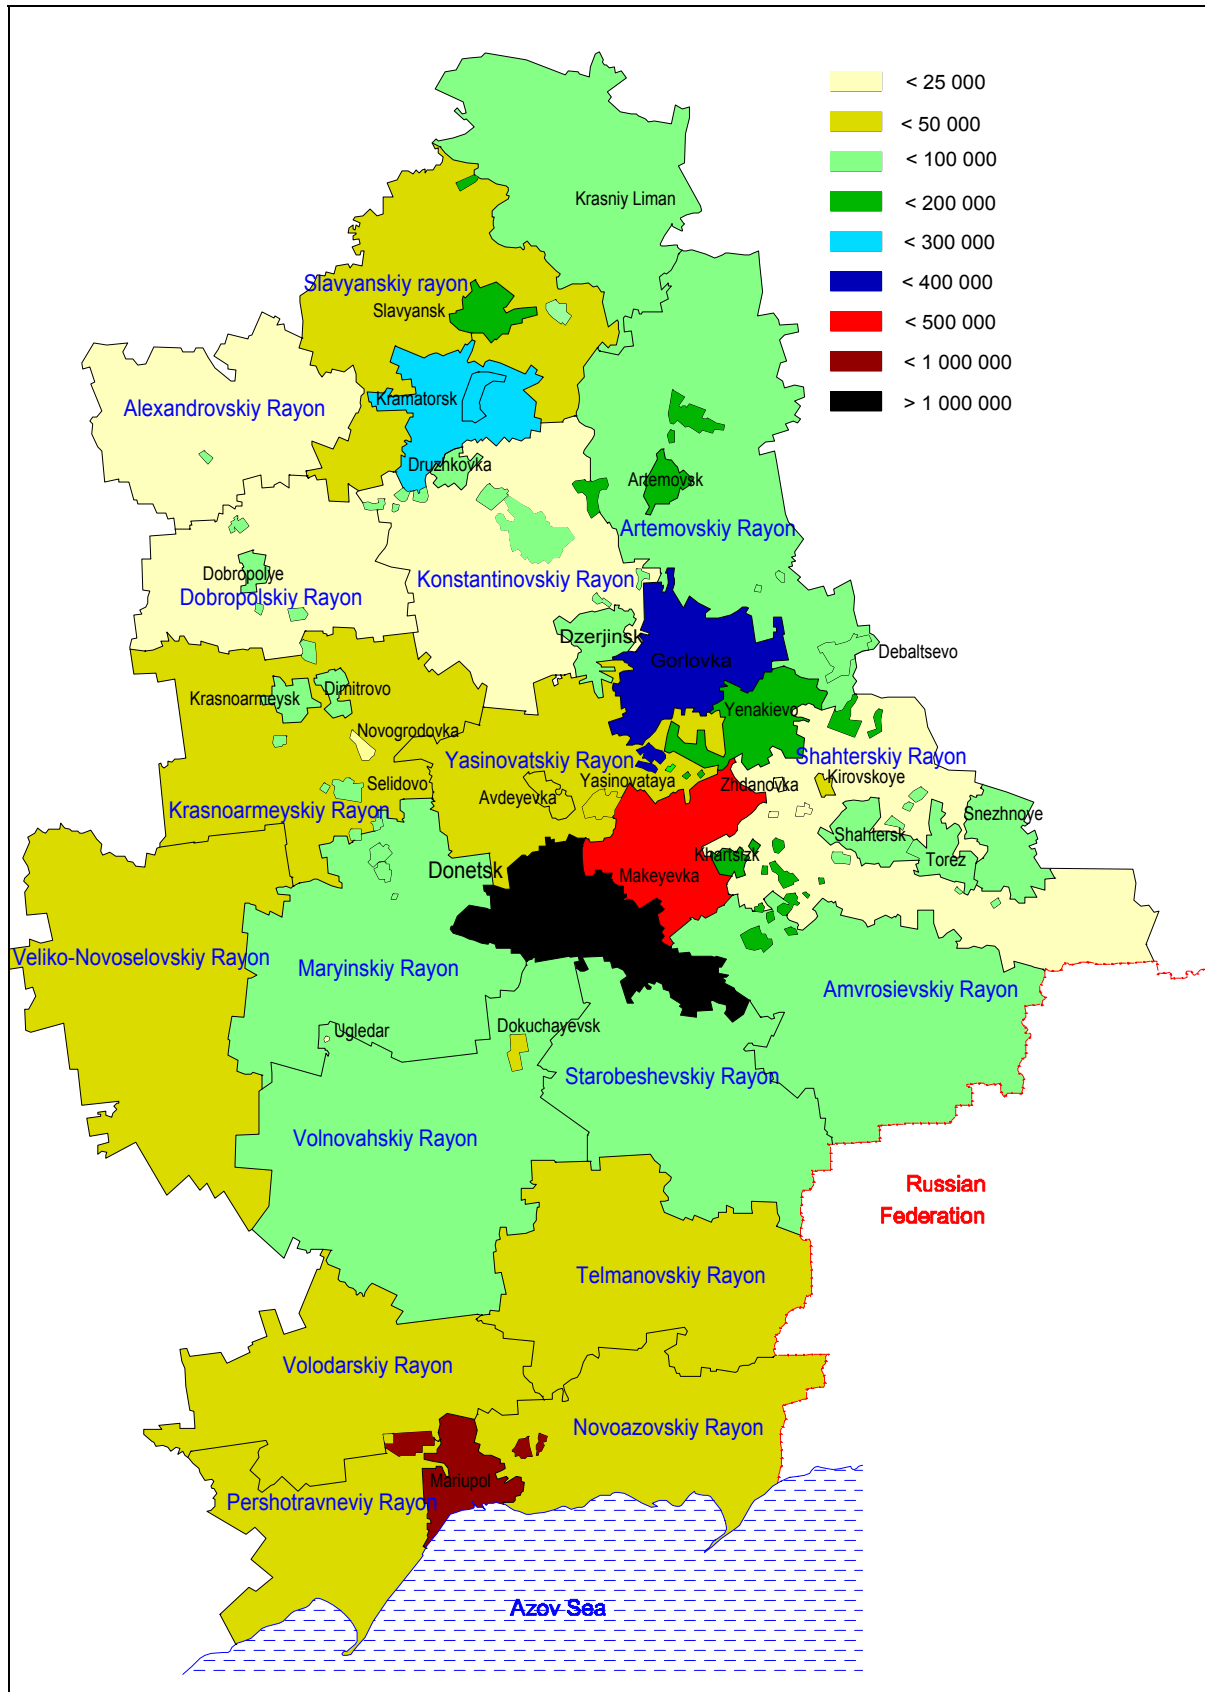 < 25 000
< 50 000
< 100 000
< 200 000
< 300 000
< 400 000
< 500 000
< 1 000 000
> 1 000 000
Krasniy Liman
Slavyanskiy rayon
Slavyansk
Alexandrovskiy Rayon
Kramatorsk
Druzhkovka
Artemovsk
Artemovskiy Rayon
Dobropolye
Dobropolskiy Rayon
Konstantinovskiy Rayon
Dzerjinsk
Gorlovka
Debaltsevo
Krasnoarmeysk
Dimitrovo
Novogrodovka
Yenakievo
Yasinovatskiy Rayon
Shahterskiy Rayon
Yasinovataya
Zhdanovka
Kirovskoye
Selidovo
Avdeyevka
Krasnoarmeyskiy Rayon
Snezhnoye
Shahtersk
Torez
Khartsizk
Donetsk
Makeyevka
Veliko-Novoselovskiy Rayon
Maryinskiy Rayon
Amvrosievskiy Rayon
Ugledar
Dokuchayevsk
Starobeshevskiy Rayon
Volnovahskiy Rayon
Russian
Federation
Telmanovskiy Rayon
Volodarskiy Rayon
Novoazovskiy Rayon
Mariupol
Pershotravneviy Rayon
Azov Sea